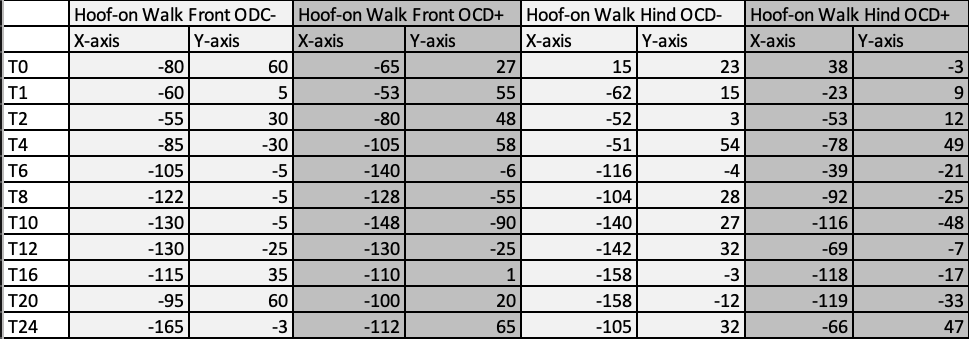 Hoof-on Walk Front ODC- Hoof-on Walk Front OCD+ Hoof-on Walk Hind OCD- Hoof-on Walk Hind OCD+
X-axis Y-axis X-axis Y-axis X-axis Y-axis X-axis Y-axis
T0 -80 60 -65 27 15 23 38 -3
T1 -60 5 -53 55 -62 15 -23 9
T2 -55 30 -80 48 -52 3 -53 12
T4 -85 -30 -105 58 -51 54 -78 49
T6 -105 -5 -140 -6 -116 -4 -39 -21
T8 -122 -5 -128 -55 -104 28 -92 -25
T10 -130 -5 -148 -90 -140 27 -116 -48
T12 -130 -25 -130 -25 -142 32 -69 -7
T16 -115 35 -110 1 -158 -3 -118 -17
T20 -95 60 -100 20 -158 -12 -119 -33
T24 -165 -3 -112 65 -105 32 -66 47